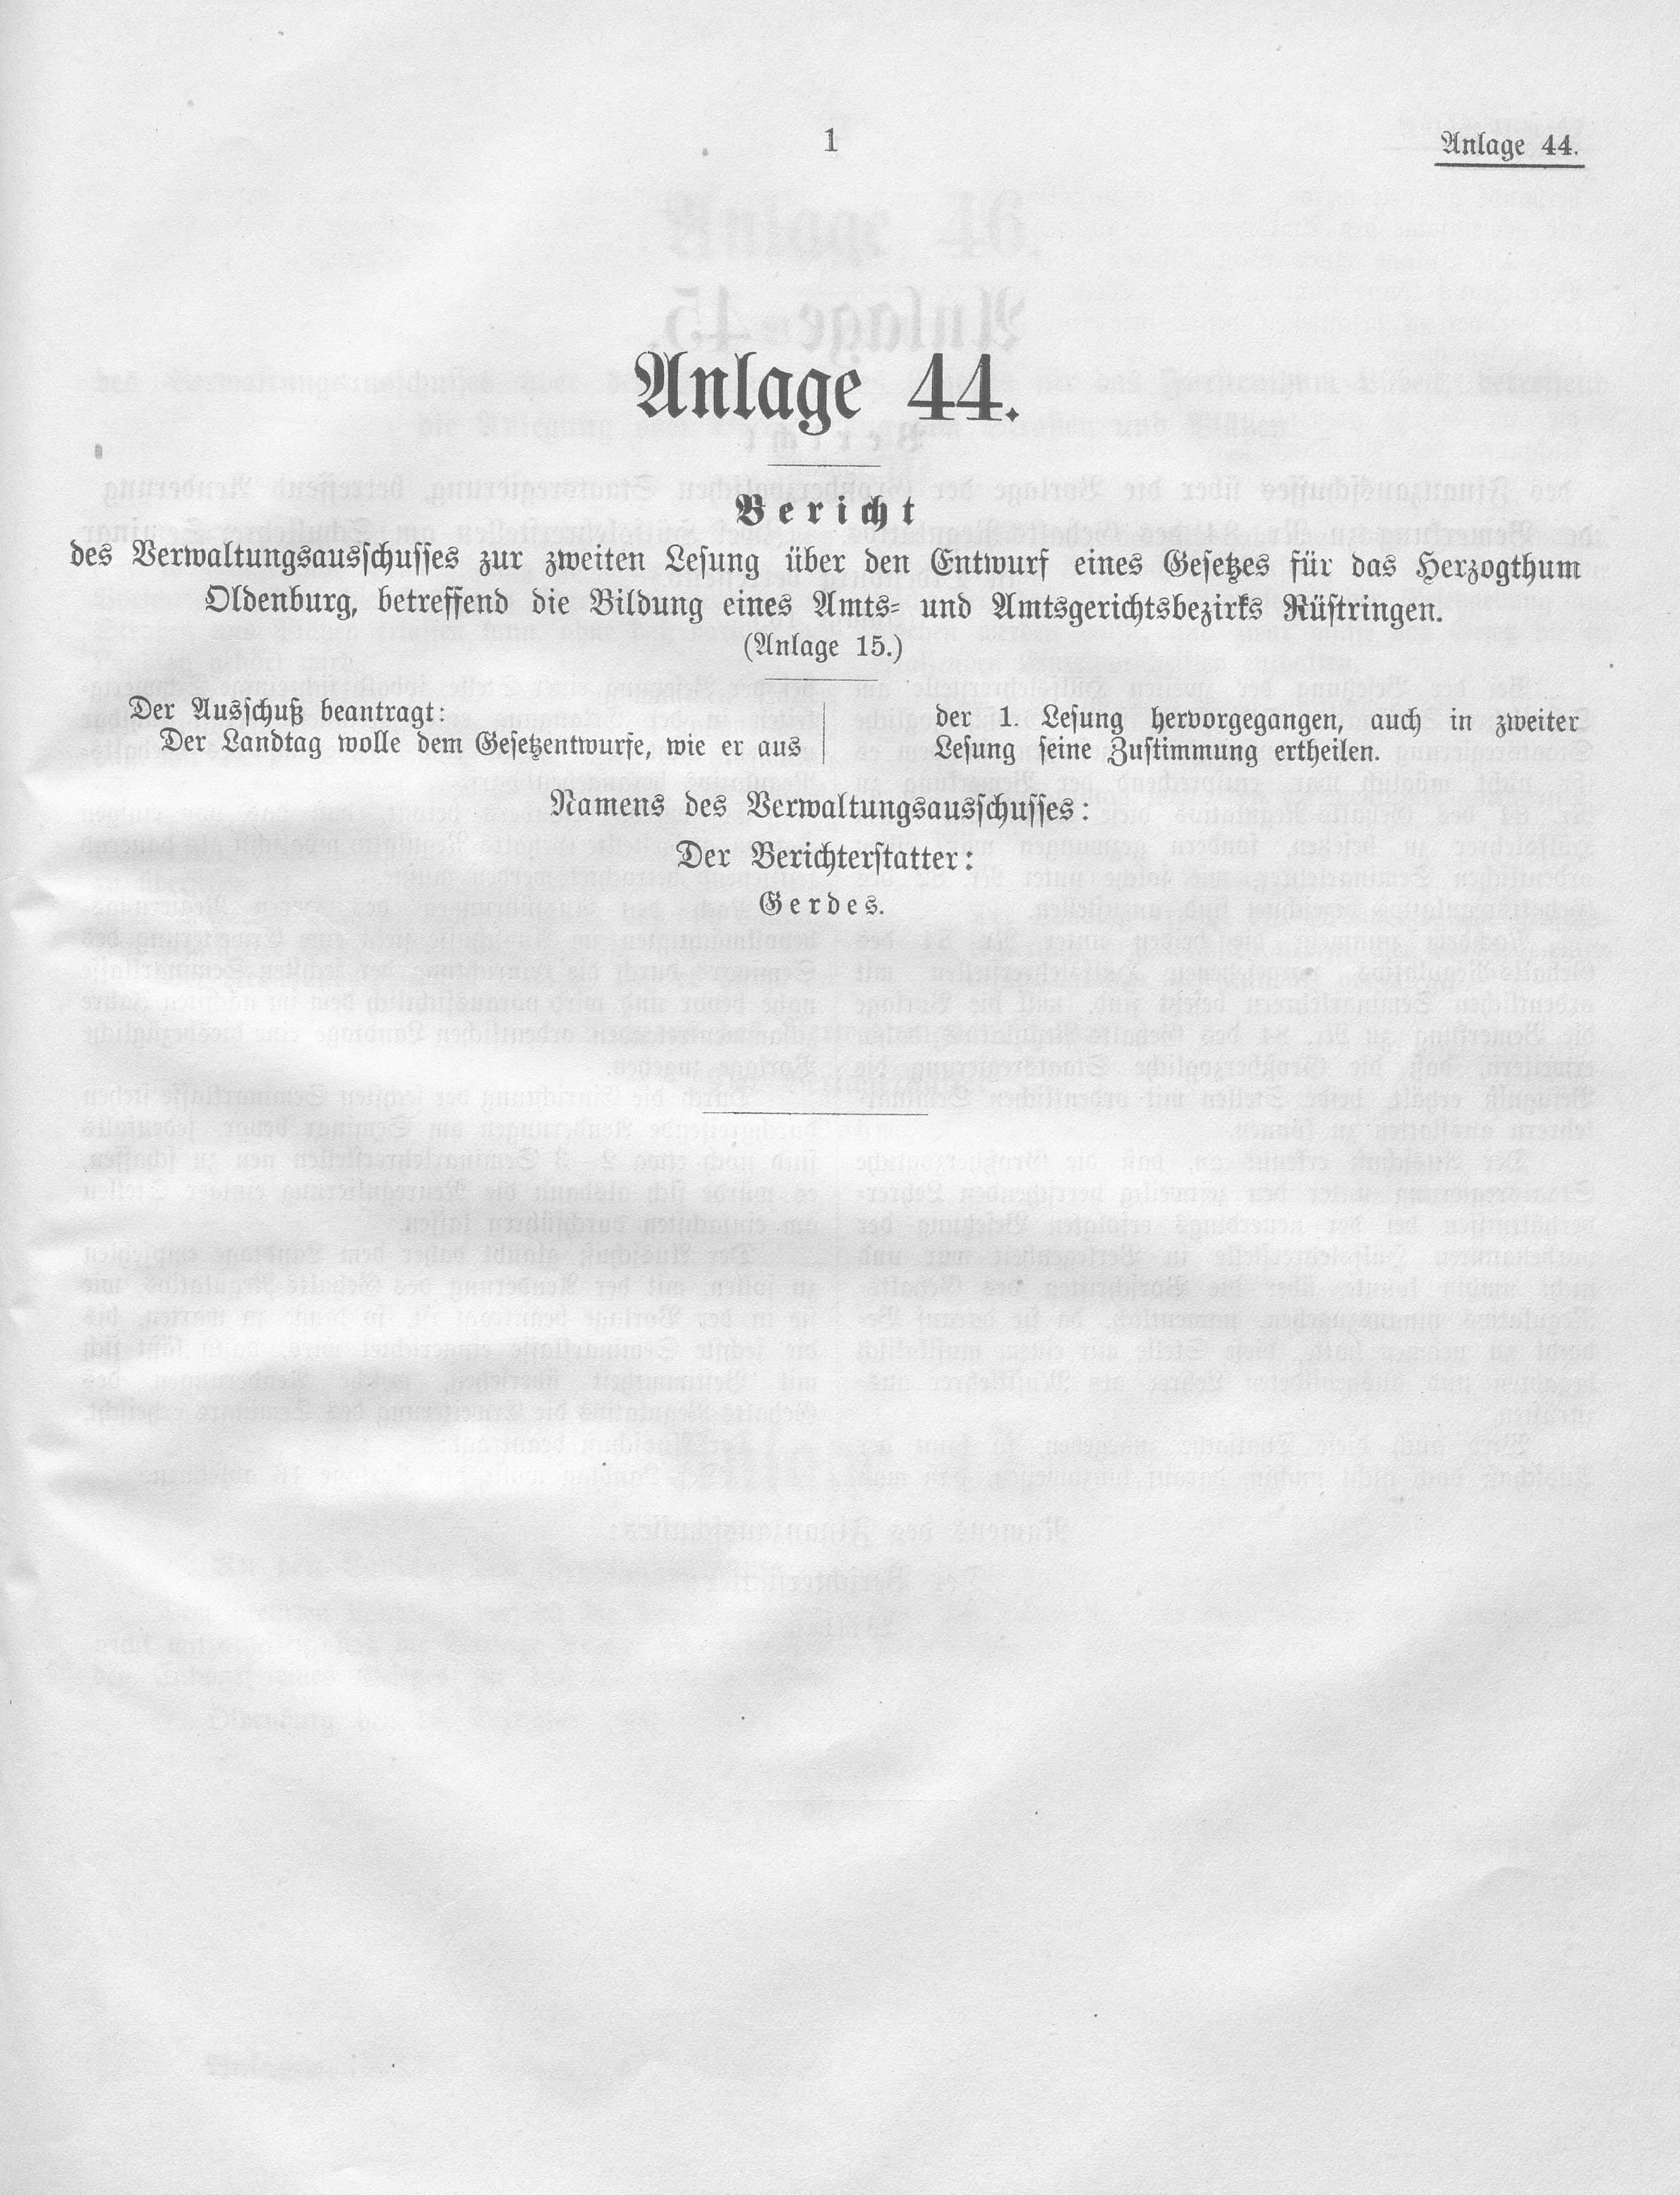 1
Anlage 44.
Anlage 44.
Bericht
des Verwaltungsausschusses zur zweiten Lesung über den Entwurf eines Gesetzes für das Herzogthum
Oldenburg, betreffend die Bildung eines Amts- und Amtsgerichtsbezirks Rüstringen.
(Anlage 15.)
Der Ausschuß beantragt:
Der Landtag wolle dem Gesetzentwurfe, wie er aus
der 1. Lesung hervorgegangen, auch in zweiter
Lesung seine Zustimmung ertheilen.
Namens des Verwaltungsausschusses:
Der Berichterstatter:
Gerdes.